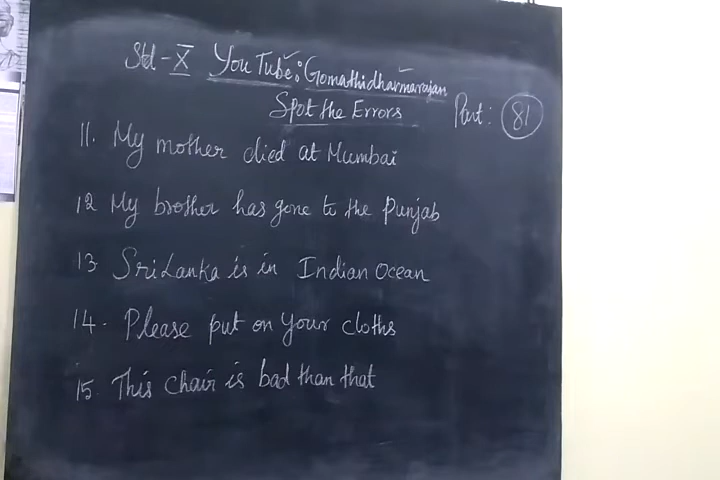 Std - X YouTube: Gomathidharmarajan
Spot the Errors Part: 81
11. My mother died at Mumbai
12 My brother has gone to the Punjab
13. SriLanka is in Indian Ocean
14. Please put on your cloths
15. This chair is bad than that